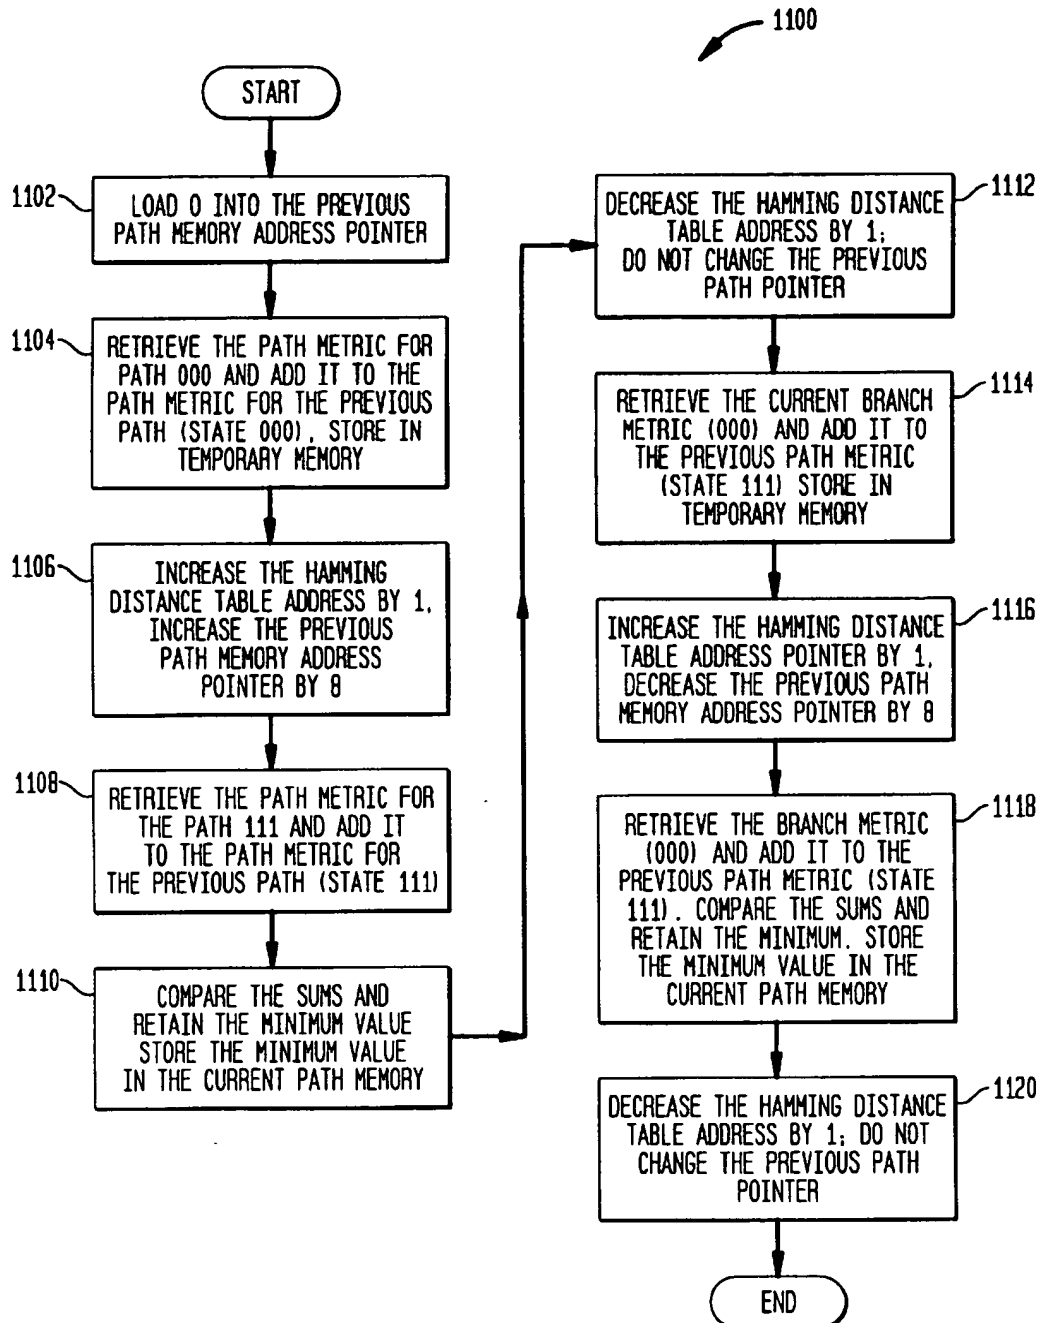 1100
START
1102
LOAD 0 INTO THE PREVIOUS
PATH MEMORY ADDRESS POINTER
1104
RETRIEVE THE PATH METRIC FOR
PATH 000 AND ADD IT TO THE
PATH METRIC FOR THE PREVIOUS
PATH (STATE 000), STORE IN
TEMPORARY MEMORY
1106
INCREASE THE HAMMING
DISTANCE TABLE ADDRESS BY 1,
INCREASE THE PREVIOUS
PATH MEMORY ADDRESS
POINTER BY 8
1108
RETRIEVE THE PATH METRIC FOR
THE PATH 111 AND ADD IT
TO THE PATH METRIC FOR
THE PREVIOUS PATH (STATE 111)
1110
COMPARE THE SUMS AND
RETAIN THE MINIMUM VALUE
STORE THE MINIMUM VALUE
IN THE CURRENT PATH MEMORY
1112
DECREASE THE HAMMING DISTANCE
TABLE ADDRESS BY 1;
DO NOT CHANGE THE PREVIOUS
PATH POINTER
1114
RETRIEVE THE CURRENT BRANCH
METRIC (000) AND ADD IT TO
THE PREVIOUS PATH METRIC
(STATE 111) STORE IN
TEMPORARY MEMORY
1116
INCREASE THE HAMMING DISTANCE
TABLE ADDRESS POINTER BY 1,
DECREASE THE PREVIOUS PATH
MEMORY ADDRESS POINTER BY 8
1118
RETRIEVE THE BRANCH METRIC
(000) AND ADD IT TO THE
PREVIOUS PATH METRIC (STATE
111). COMPARE THE SUMS AND
RETAIN THE MINIMUM. STORE
THE MINIMUM VALUE IN THE
CURRENT PATH MEMORY
1120
DECREASE THE HAMMING DISTANCE
TABLE ADDRESS BY 1; DO NOT
CHANGE THE PREVIOUS PATH
POINTER
END